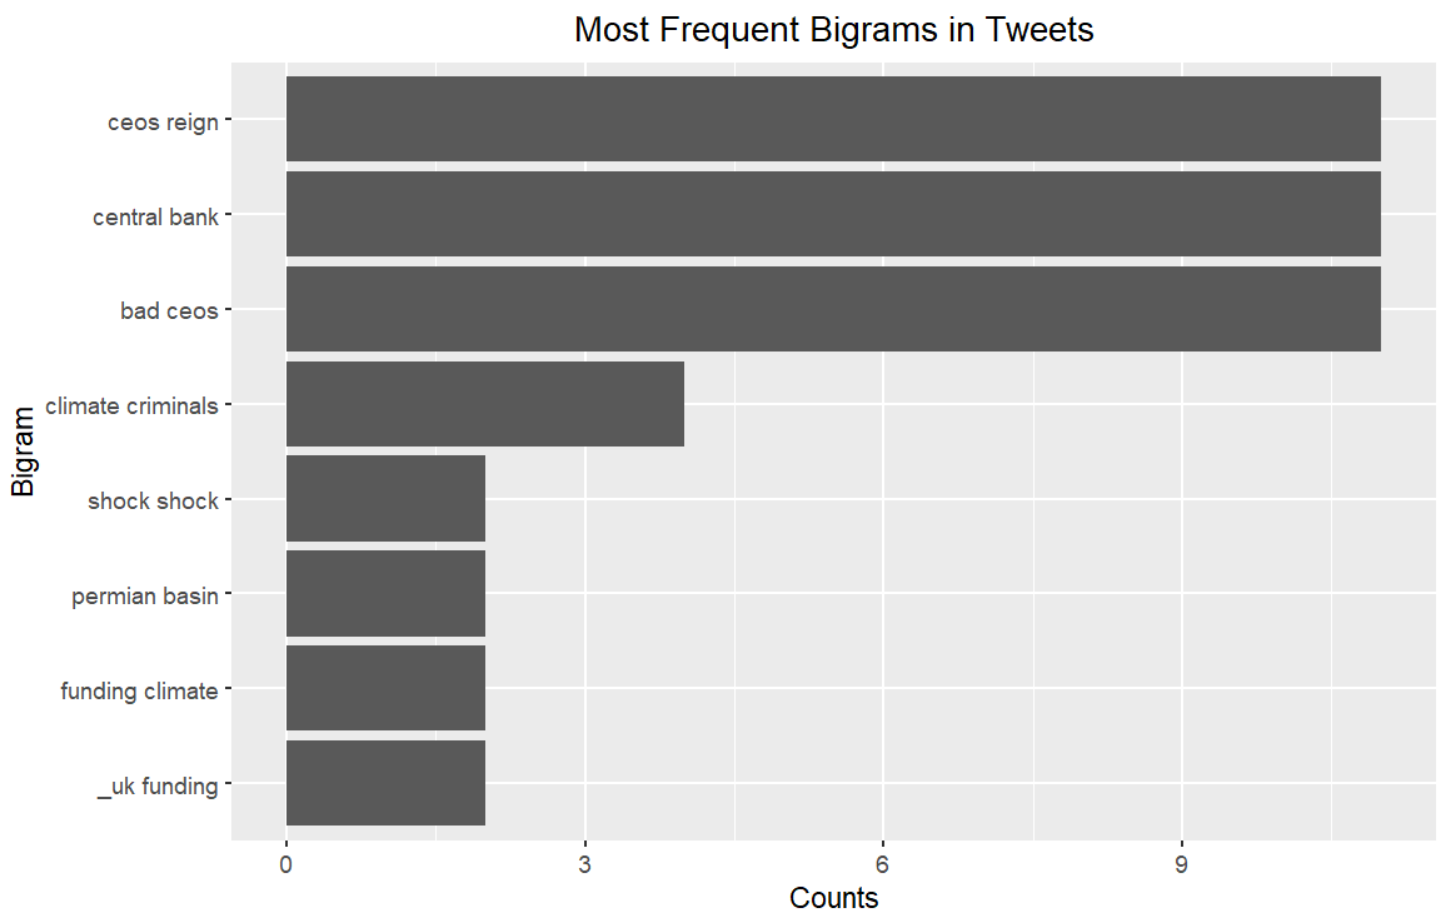 Most Frequent Bigrams in Tweets
ceos reign
central bank
bad ceos
climate criminals
shock shock
permian basin
funding climate
_uk funding
Bigram
0 3 6 9
Counts